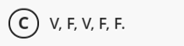 C V, F, V, F, F.